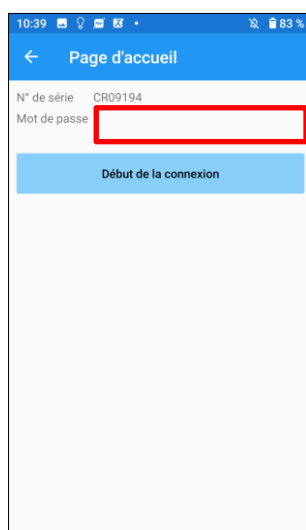 10:39 83 %
Page d'accueil
N° de série CR09194
Mot de passe
Début de la connexion